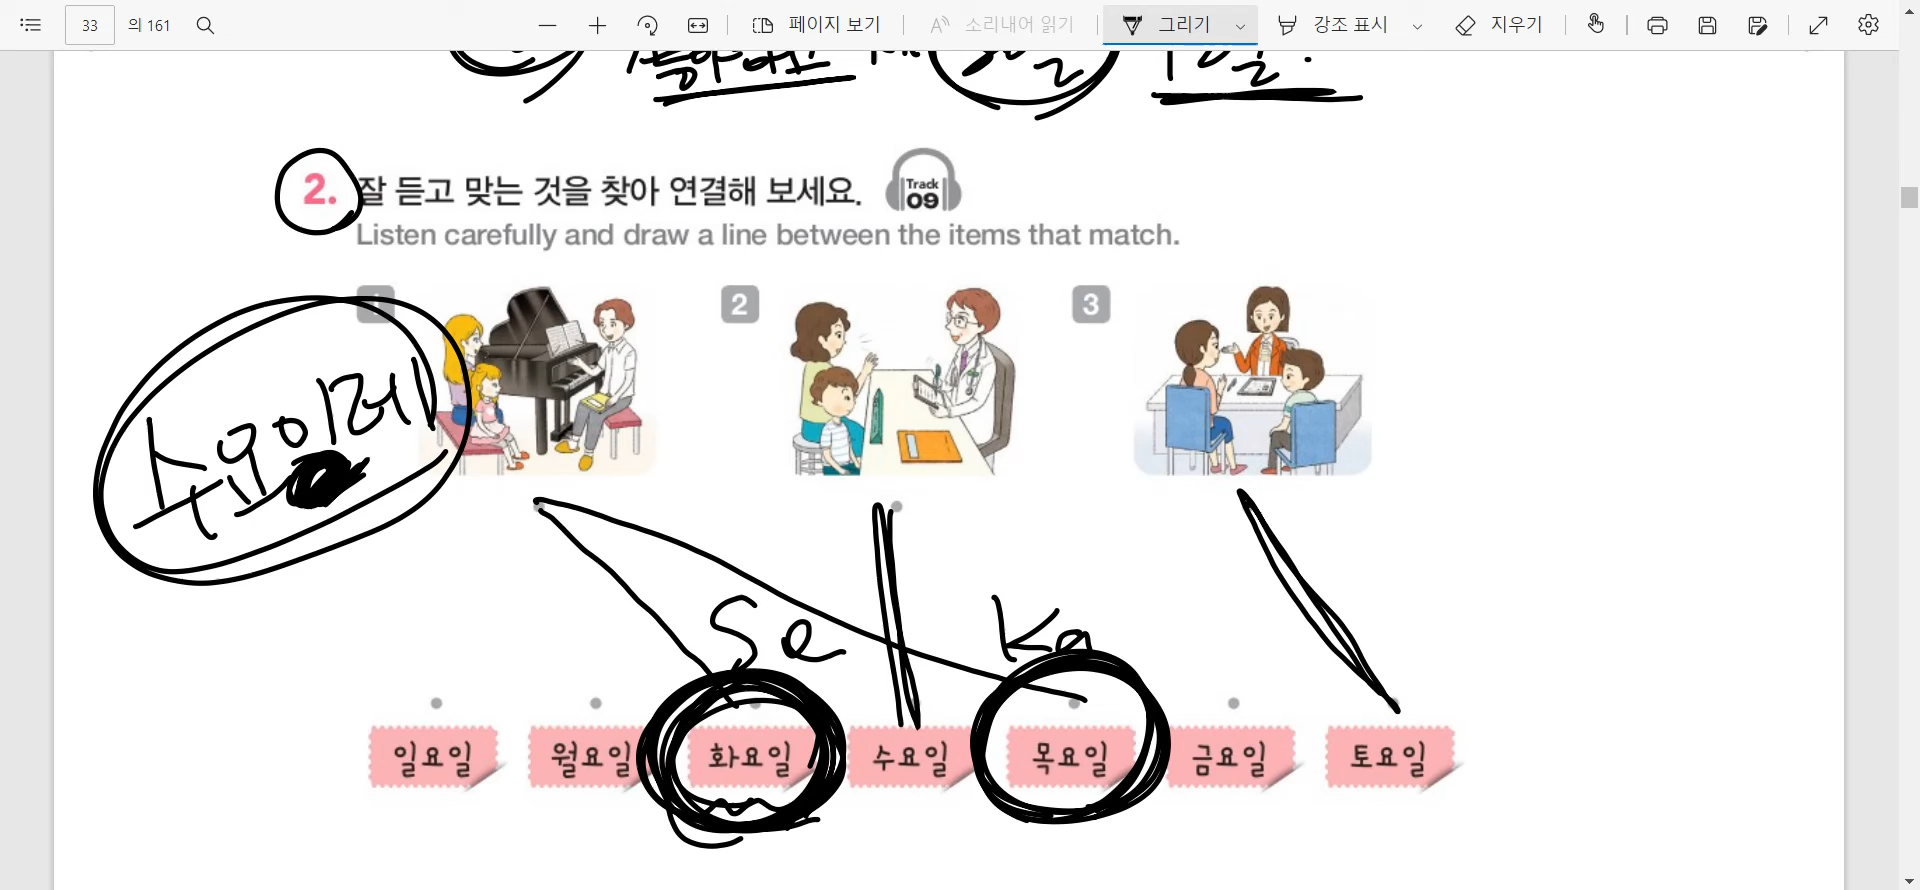 33 의 161 페이지 보기 소리내어 읽기 그리기 강조 표시 지우기
2. 잘 듣고 맞는 것을 찾아 연결해 보세요. Track 09
Listen carefully and draw a line between the items that match.
2 3
수요
Se Ka
일요일 월요일 화요일 수요일 목요일 금요일 토요일